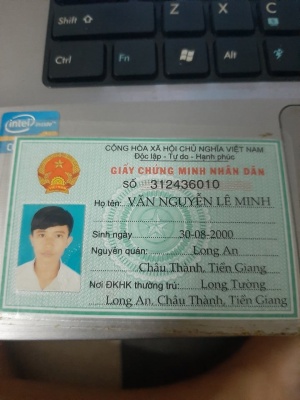 Z
X
C
Ctrl
Fn
Alt
intel
CỘNG HÒA XÃ HỘI CHỦ NGHĨA VIỆT NAM
Độc lập - Tự do - Hạnh phúc
GIẤY CHỨNG MINH NHÂN DÂN
SỐ 312436010
Họ tên: VĂN NGUYỄN LÊ MINH
Sinh ngày 30-08-2000
Nguyên quán: Long An
Châu Thành, Tiền Giang
Nơi ĐKHK thường trú: Long Tường
Long An, Châu Thành, Tiền Giang